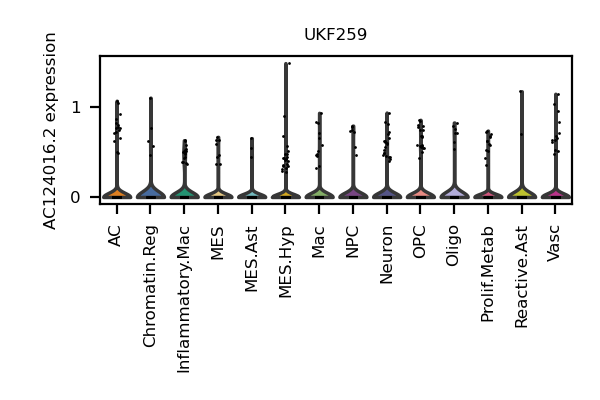 UKF259
AC124016.2 expression
1
0
AC
Chromatin.Reg
Inflammatory.Mac
MES
MES.Ast
MES.Hyp
Mac
NPC
Neuron
OPC
Oligo
Prolif.Metab
Reactive.Ast
Vasc